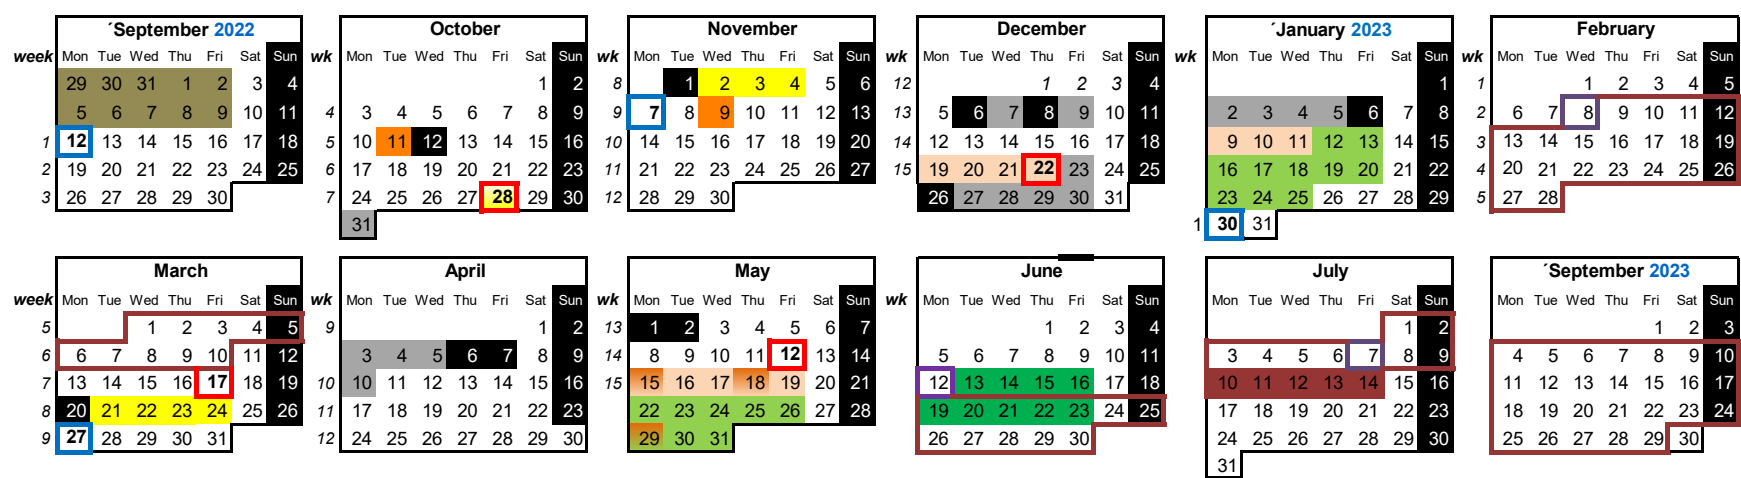 ´September 2022 October November December ´January 2023 February
week Mon Tue Wed Thu Fri Sat Sun wk Mon Tue Wed Thu Fri Sat Sun wk Mon Tue Wed Thu Fri Sat Sun wk Mon Tue Wed Thu Fri Sat Sun wk Mon Tue Wed Thu Fri Sat Sun wk Mon Tue Wed Thu Fri Sat Sun
29 30 31 1 2 3 4 1 2 8 1 2 3 4 5 6 12 1 2 3 4 1 1 1 2 3 4 5
5 6 7 8 9 10 11 4 3 4 5 6 7 8 9 9 7 8 9 10 11 12 13 13 5 6 7 8 9 10 11 2 3 4 5 6 7 8 2 6 7 8 9 10 11 12
1 12 13 14 15 16 17 18 5 10 11 12 13 14 15 16 10 14 15 16 17 18 19 20 14 12 13 14 15 16 17 18 9 10 11 12 13 14 15 3 13 14 15 16 17 18 19
2 19 20 21 22 23 24 25 6 17 18 19 20 21 22 23 11 21 22 23 24 25 26 27 15 19 20 21 22 23 24 25 16 17 18 19 20 21 22 4 20 21 22 23 24 25 26
3 26 27 28 29 30 7 24 25 26 27 28 29 30 12 28 29 30 26 27 28 29 30 31 23 24 25 26 27 28 29 5 27 28
31 1 30 31
March April May June July ´September 2023
week Mon Tue Wed Thu Fri Sat Sun wk Mon Tue Wed Thu Fri Sat Sun wk Mon Tue Wed Thu Fri Sat Sun wk Mon Tue Wed Thu Fri Sat Sun Mon Tue Wed Thu Fri Sat Sun Mon Tue Wed Thu Fri Sat Sun
5 1 2 3 4 5 9 1 2 13 1 2 3 4 5 6 7 1 2 3 4 1 2 1 2 3
6 6 7 8 9 10 11 12 3 4 5 6 7 8 9 14 8 9 10 11 12 13 14 5 6 7 8 9 10 11 3 4 5 6 7 8 9 4 5 6 7 8 9 10
7 13 14 15 16 17 18 19 10 10 11 12 13 14 15 16 15 15 16 17 18 19 20 21 12 13 14 15 16 17 18 10 11 12 13 14 15 16 11 12 13 14 15 16 17
8 20 21 22 23 24 25 26 11 17 18 19 20 21 22 23 22 23 24 25 26 27 28 19 20 21 22 23 24 25 17 18 19 20 21 22 23 18 19 20 21 22 23 24
9 27 28 29 30 31 12 24 25 26 27 28 29 30 29 30 31 26 27 28 29 30 24 25 26 27 28 29 30 25 26 27 28 29 30
31